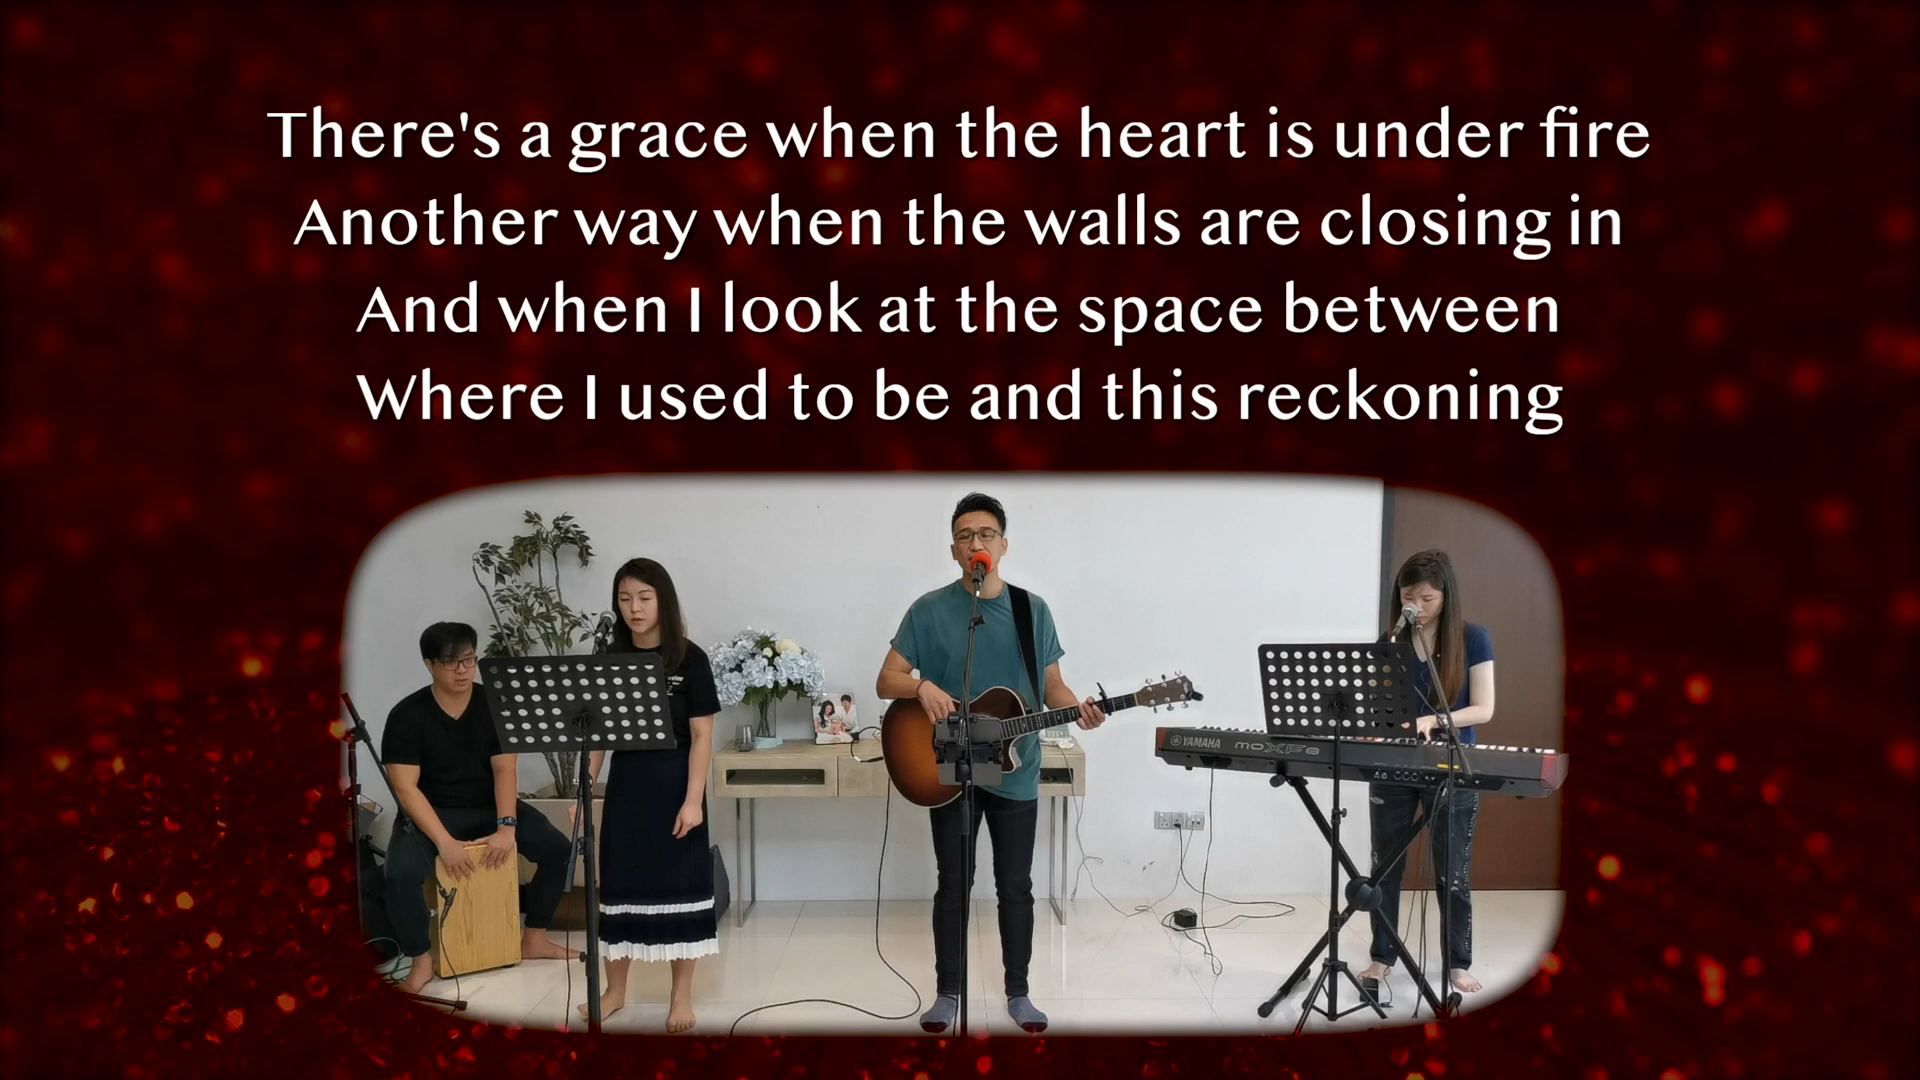 There's a grace when the heart is under fire
Another way when the walls are closing in
And when I look at the space between
Where I used to be and this reckoning
YAMAHA MOXF8